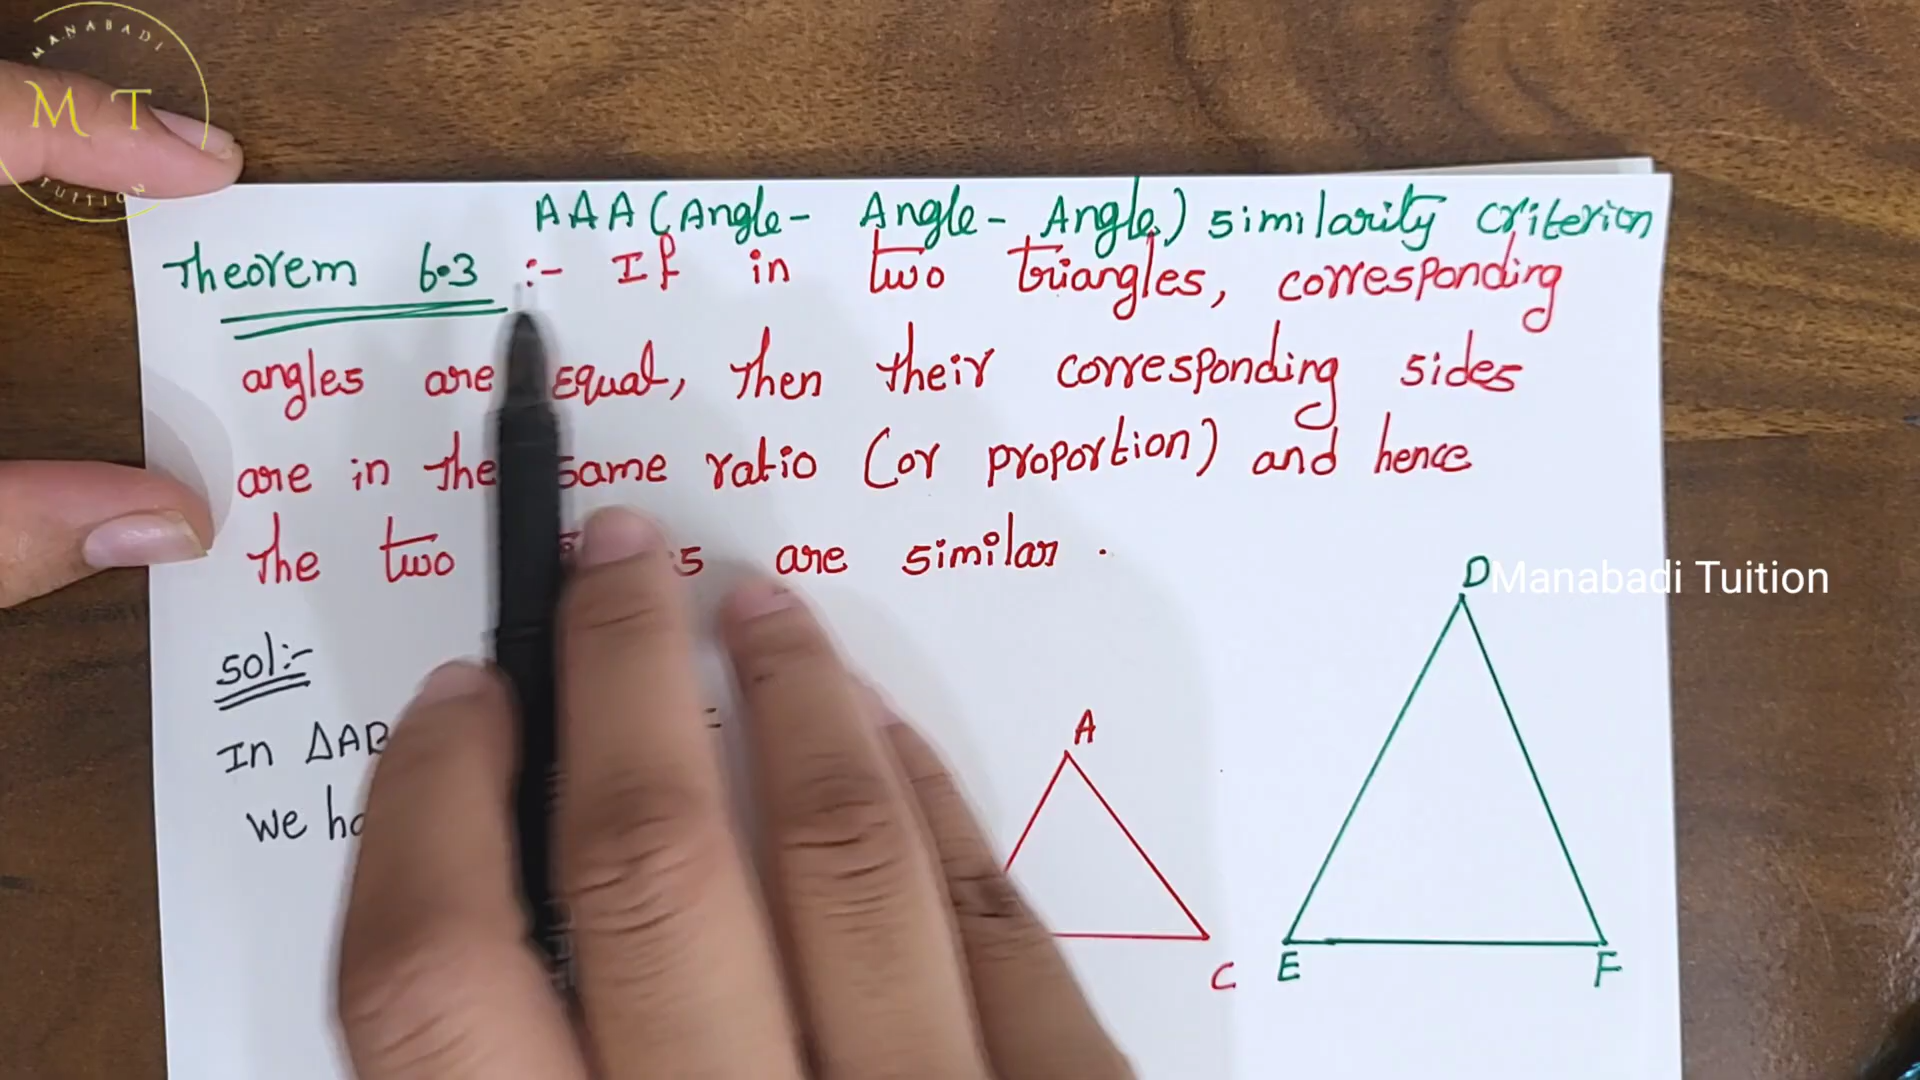 MANABADI
M T
TUITION
AAA (Angle- Angle- Angle) similarity criterion
Theorem 6.3 :- If in two triangles, corresponding
angles are equal, then their corresponding sides
are in the same ratio (or proportion) and hence
the two are similar.
D
Manabadi Tuition
sol:-
In ΔAB
we
A
C
E
F